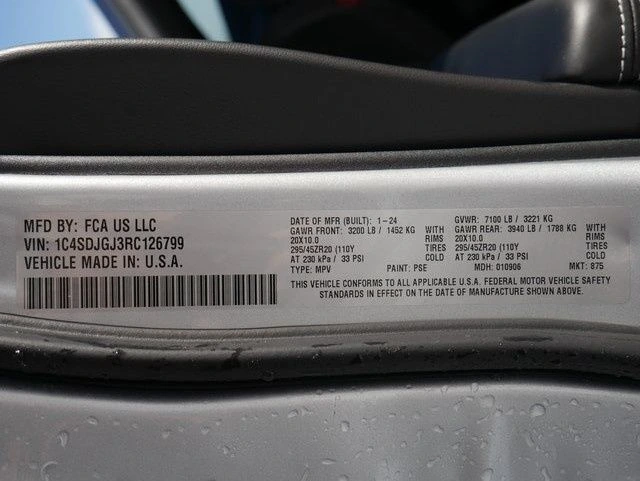 MFD BY: FCA US LLC
VIN: 1C4SDJGJ3RC126799
VEHICLE MADE IN: U.S.A.
DATE OF MFR (BUILT): 1-24 GVWR: 7100 LB / 3221 KG
GAWR FRONT: 3200 LB / 1452 KG WITH GAWR REAR: 3940 LB / 1788 KG WITH
20X10.0 RIMS 20X10.0 RIMS
295/45ZR20 (110Y TIRES 295/45ZR20 (110Y TIRES
AT 230 kPa / 33 PSI COLD AT 230 kPa / 33 PSI COLD
TYPE: MPV PAINT: PSE MDH: 010906 MKT: 875
THIS VEHICLE CONFORMS TO ALL APPLICABLE U.S.A. FEDERAL MOTOR VEHICLE SAFETY
STANDARDS IN EFFECT ON THE DATE OF MANUFACTURE SHOWN ABOVE.